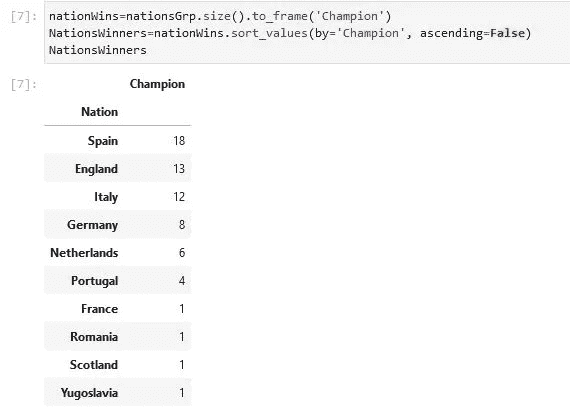 [7]: nationWins=nationsGrp.size().to_frame('Champion')
NationsWinners=nationWins.sort_values(by='Champion', ascending=False)
NationsWinners
[7]: Champion
Nation
Spain 18
England 13
Italy 12
Germany 8
Netherlands 6
Portugal 4
France 1
Romania 1
Scotland 1
Yugoslavia 1